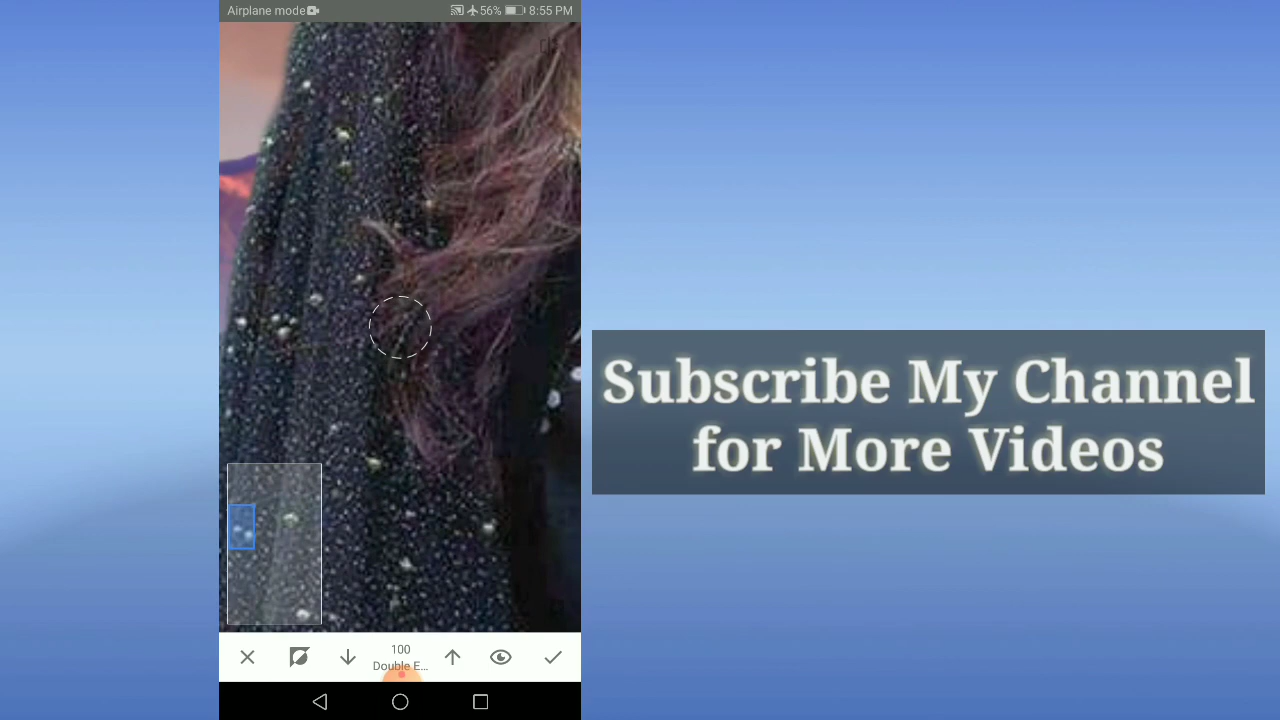 Airplane mode
56%
8:55 PM
Subscribe My Channel
for More Videos
100
Double E...